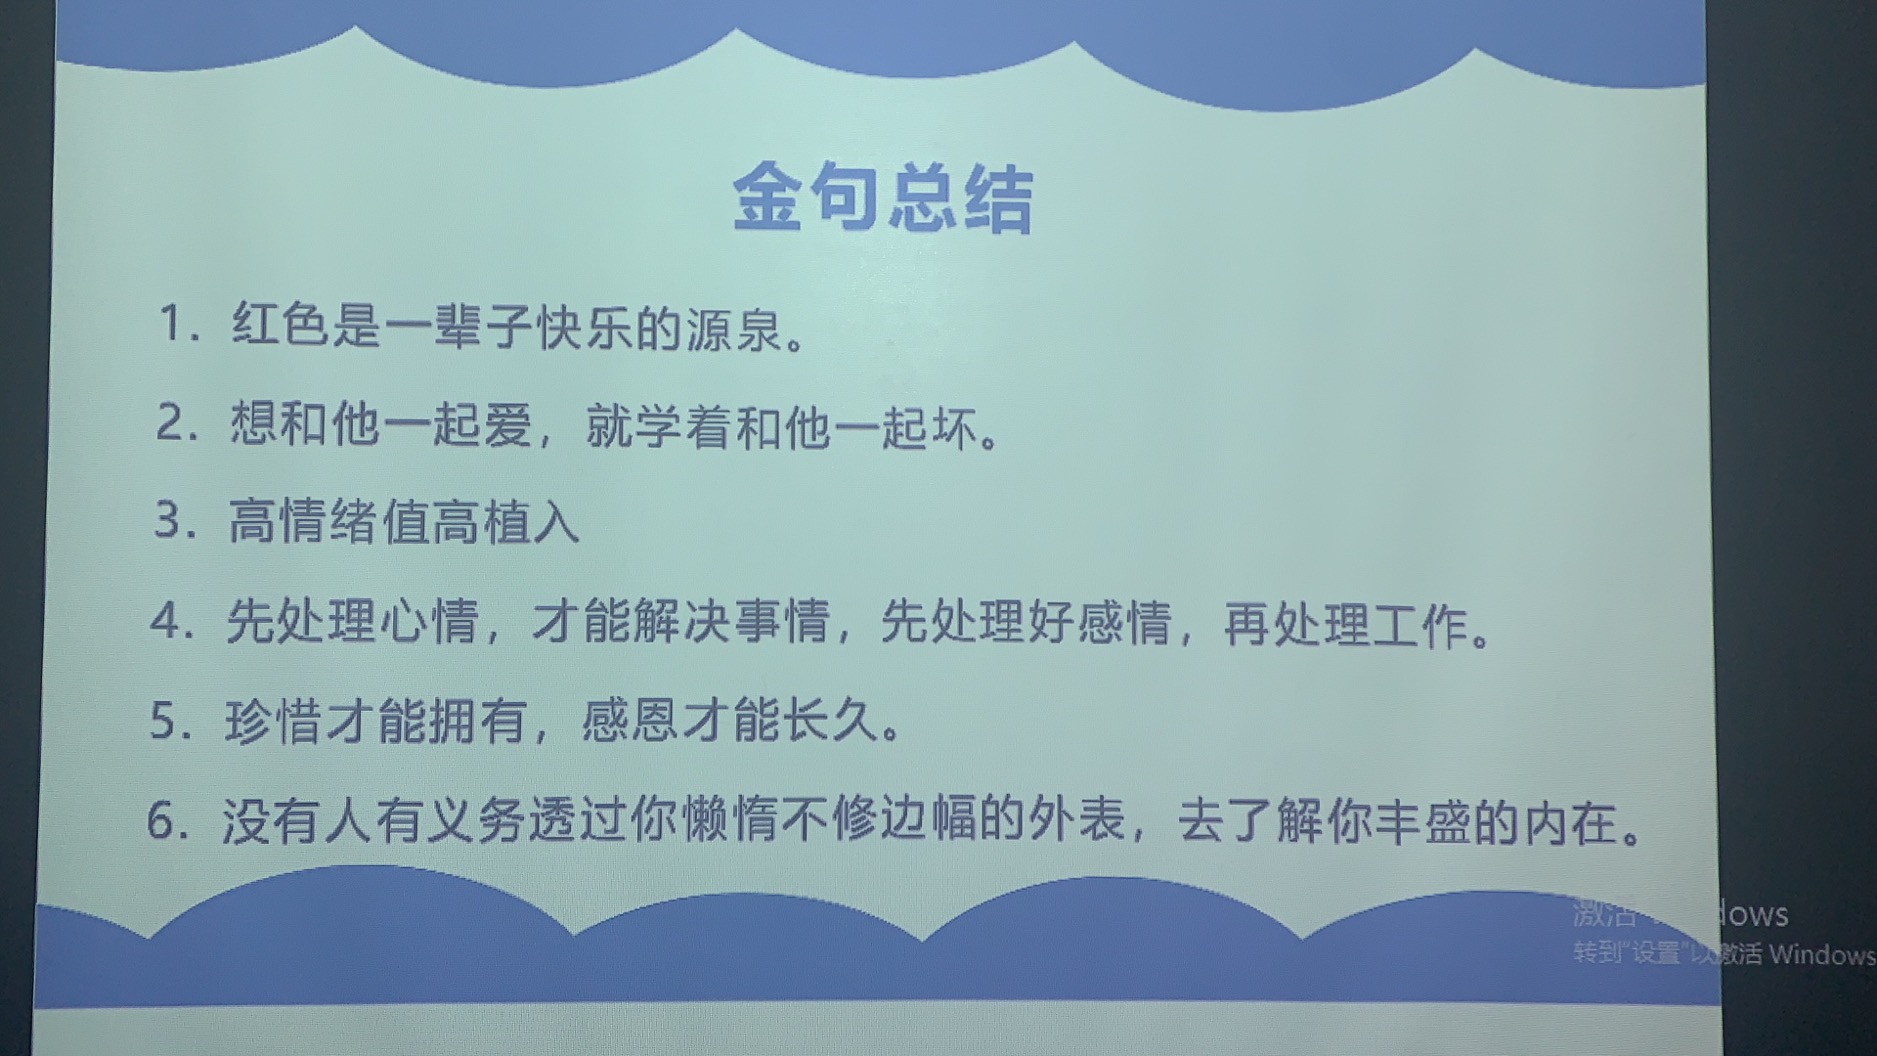 金句总结
1. 红色是一辈子快乐的源泉。
2. 想和他一起爱，就学着和他一起坏。
3. 高情绪值高植入
4. 先处理心情，才能解决事情，先处理好感情，再处理工作。
5. 珍惜才能拥有，感恩才能长久。
6. 没有人有义务透过你懒惰不修边幅的外表，去了解你丰盛的内在。
激活 Windows
转到“设置”以激活 Windows